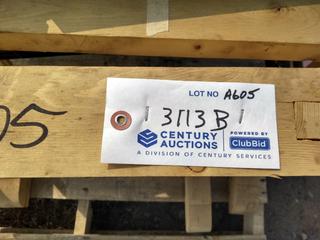 LOT NO A605
3113B
CENTURY
AUCTIONS
A DIVISION OF CENTURY SERVICES
POWERED BY
ClubBid
05